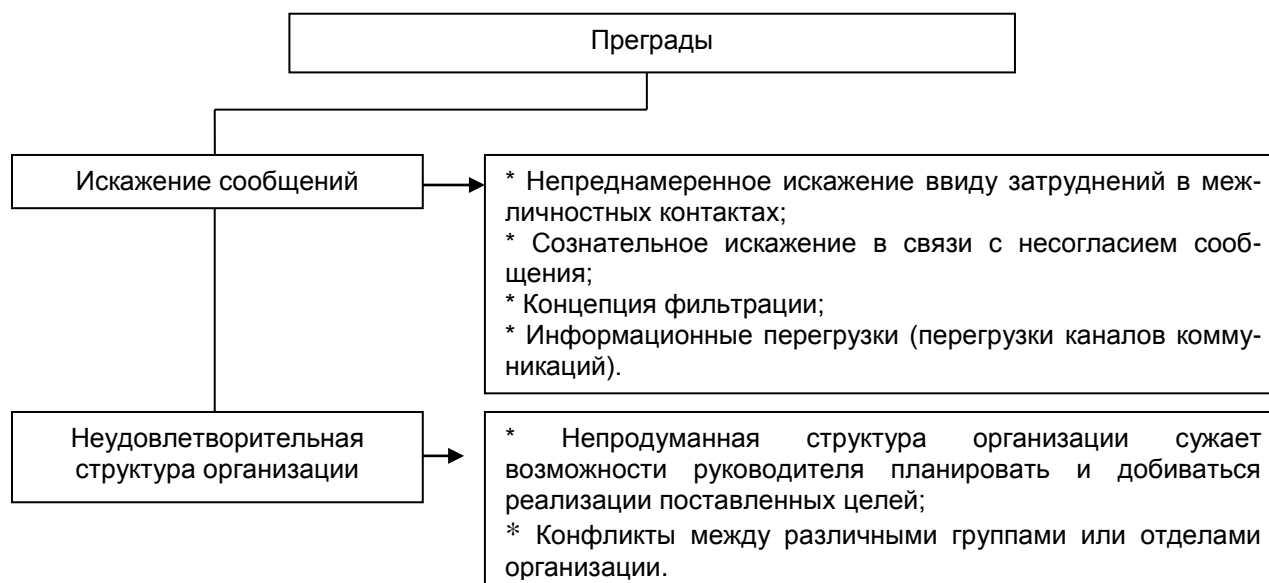 Преграды
Искажение сообщений
* Непреднамеренное искажение ввиду затруднений в меж-
личностных контактах;
* Сознательное искажение в связи с несогласием сооб-
щения;
* Концепция фильтрации;
* Информационные перегрузки (перегрузки каналов комму-
никаций).
Неудовлетворительная
структура организации
* Непродуманная структура организации сужает
возможности руководителя планировать и добиваться
реализации поставленных целей;
* Конфликты между различными группами или отделами
организации.